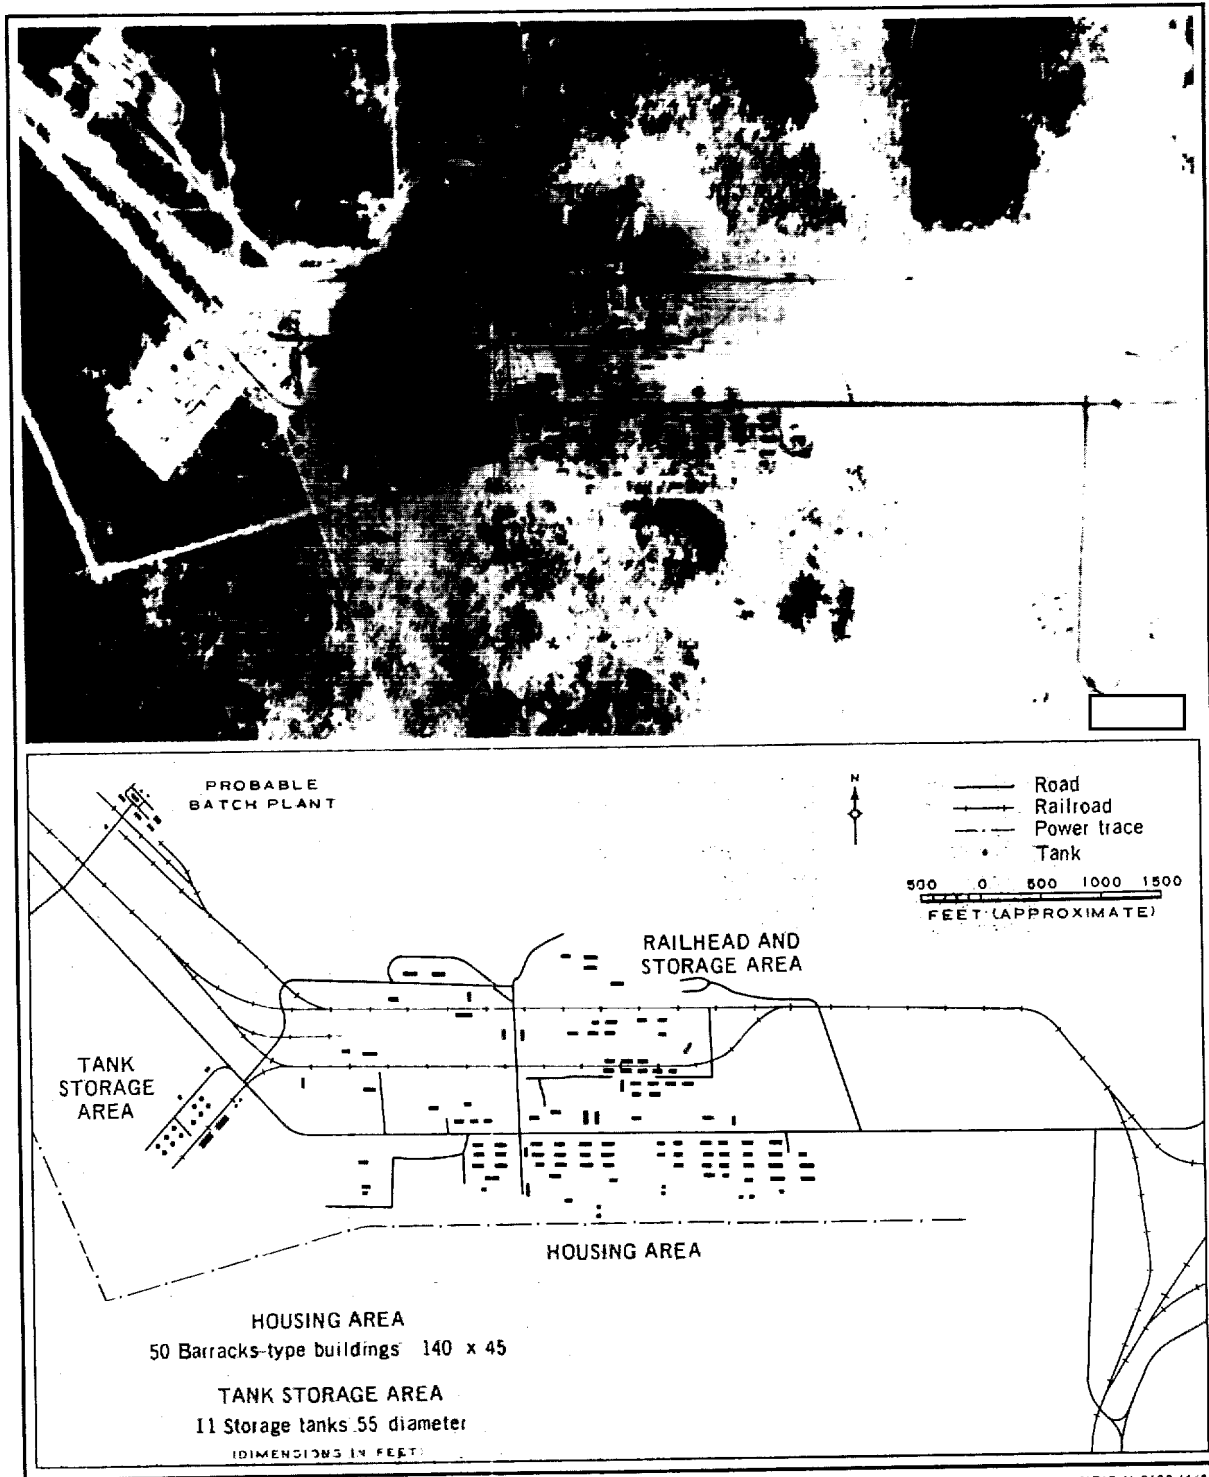 PROBABLE
BATCH PLANT
N
Road
Railroad
Power trace
Tank
500 0 500 1000 1500
FEET (APPROXIMATE)
RAILHEAD AND
STORAGE AREA
TANK
STORAGE
AREA
HOUSING AREA
HOUSING AREA
50 Barracks-type buildings 140 x 45
TANK STORAGE AREA
11 Storage tanks 55 diameter
(DIMENSIONS IN FEET)